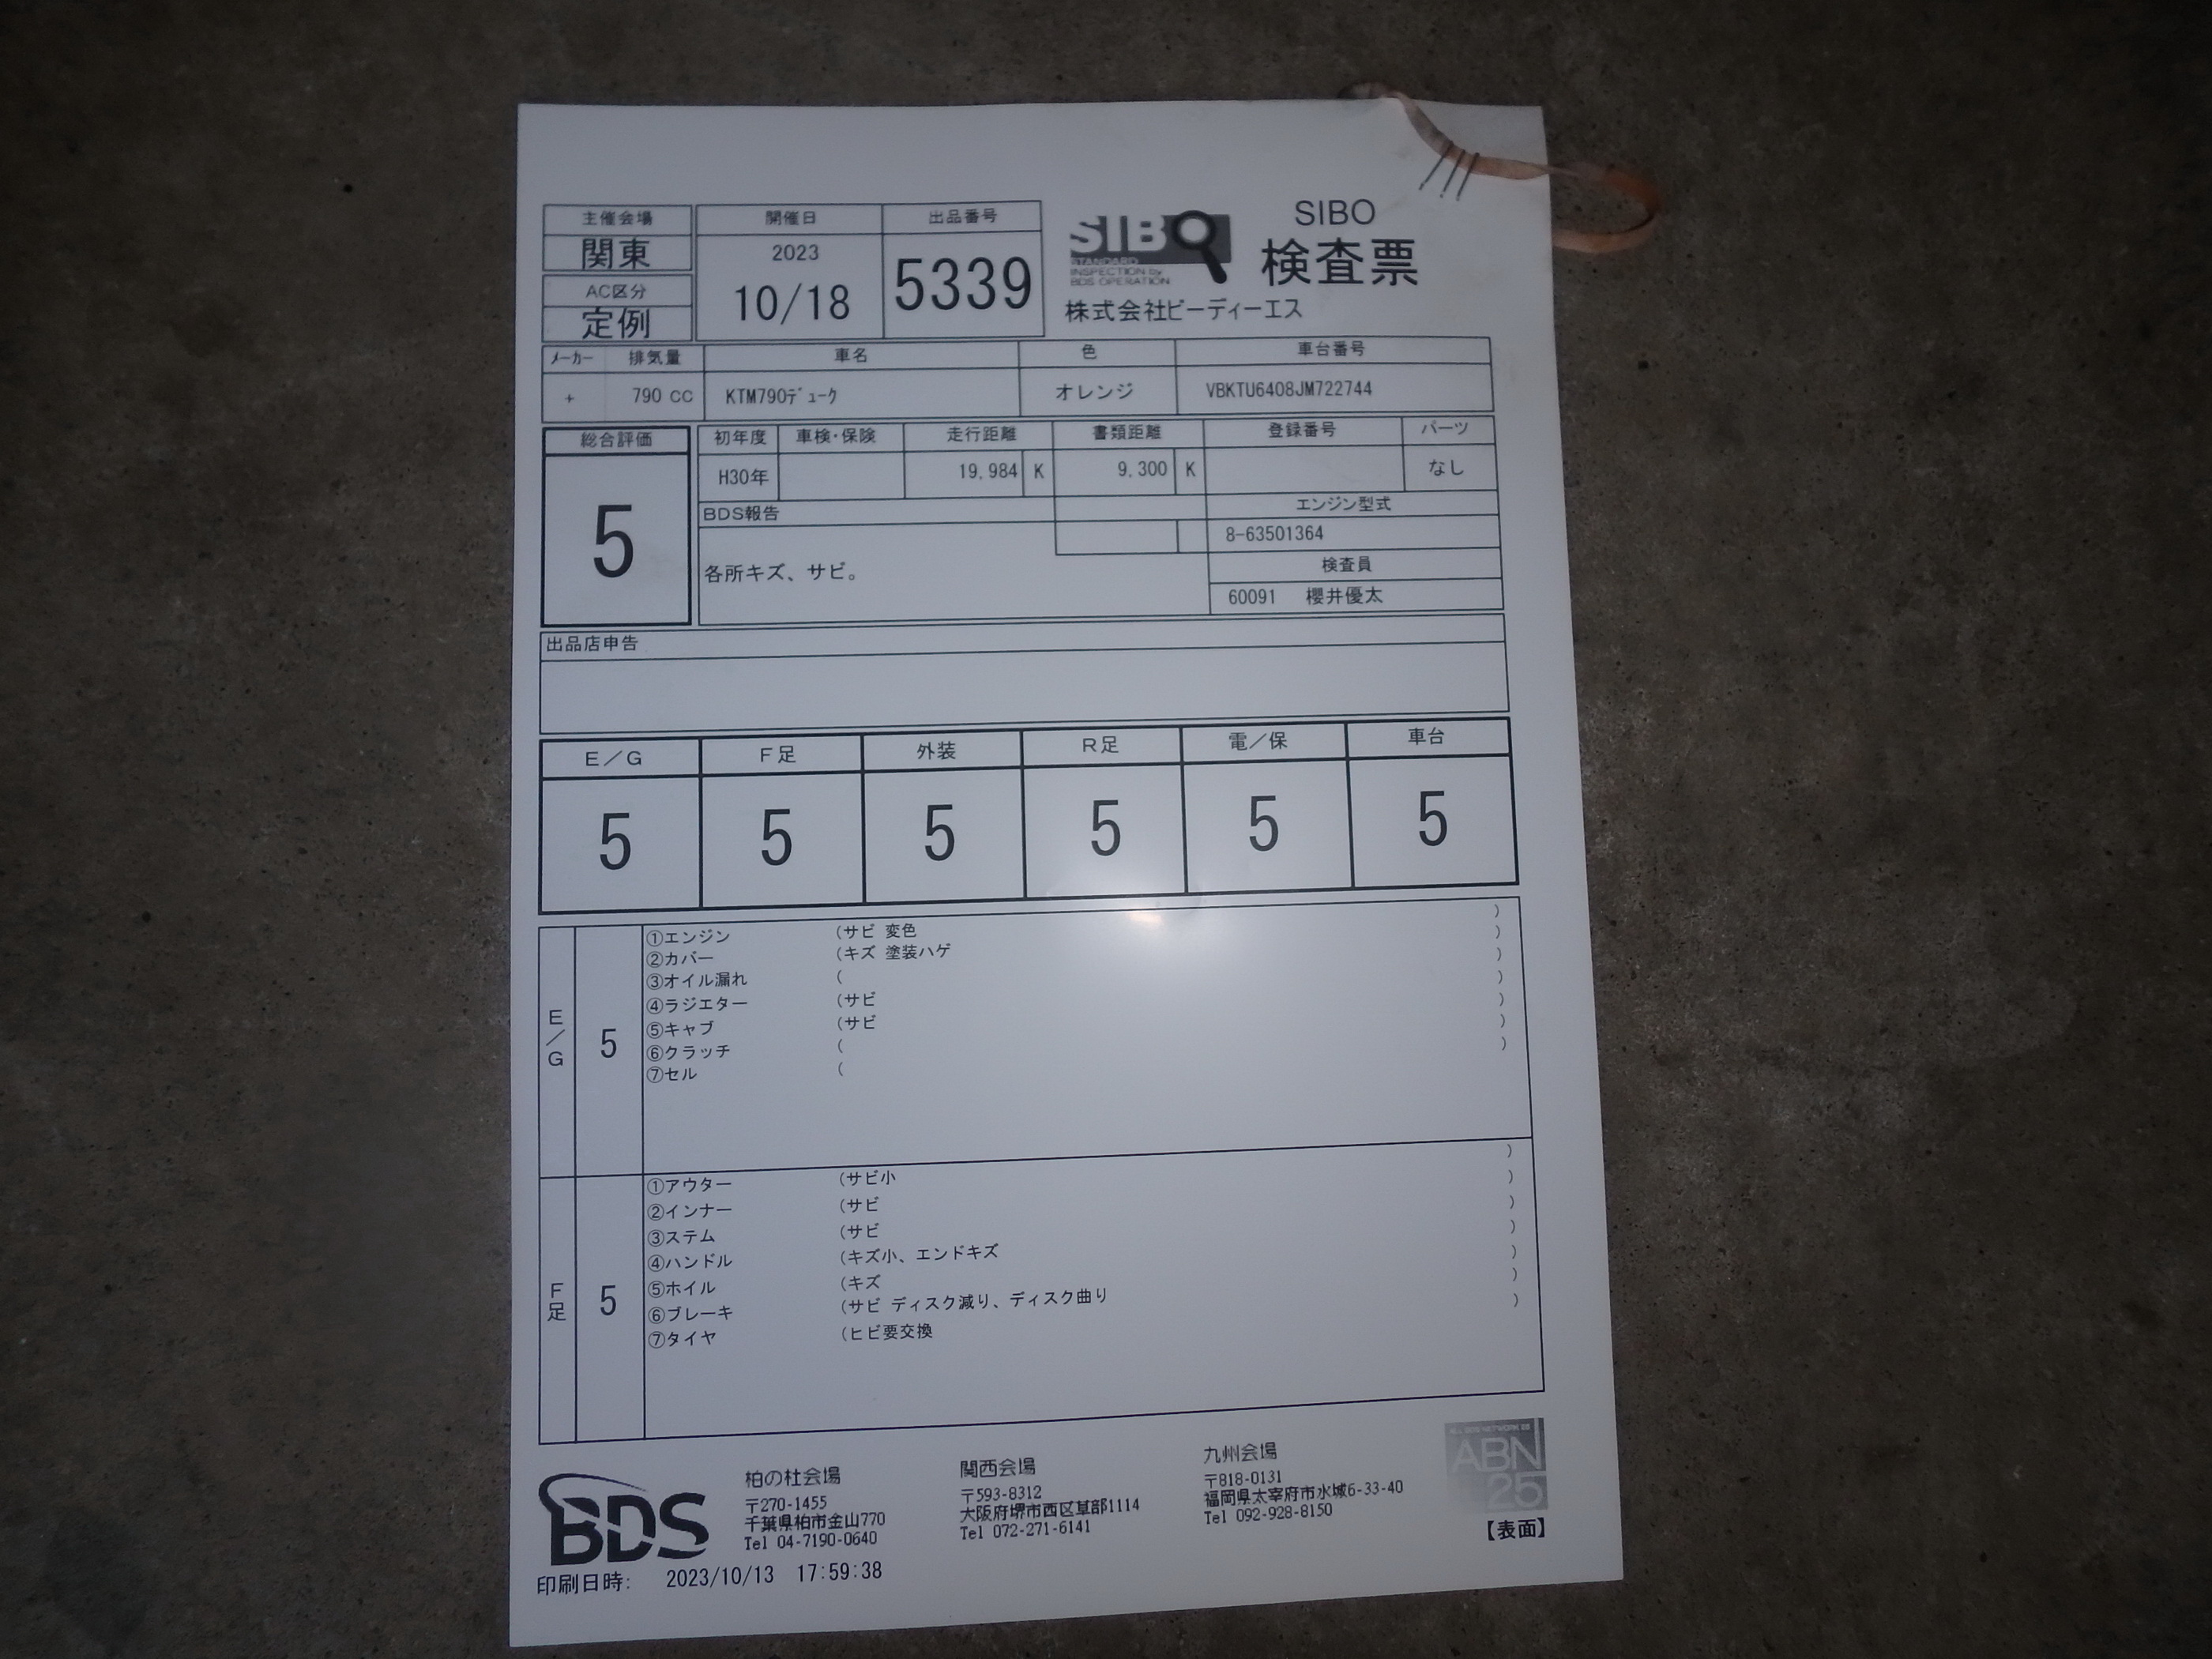 主催会場
関東
AC区分
定例
開催日
2023
10/18
出品番号
5339
SIBO
STANDARD
INSPECTION by
BDS OPERATION
SIBO
検査票
株式会社ビーディーエス
ﾒｰｶｰ 排気量 車名 色 車台番号
+ 790 CC KTM790ﾃﾞｭｰｸ オレンジ VBKTU6408JM722744
総合評価
5
初年度 車検・保険 走行距離 書類距離 登録番号 パーツ
H30年 19,984 K 9,300 K なし
BDS報告
各所キズ、サビ。
エンジン型式
8-63501364
検査員
60091 櫻井優太
出品店申告
E/G F足 外装 R足 電/保 車台
5 5 5 5 5 5
E/G
5
①エンジン (サビ 変色 )
②カバー (キズ 塗装ハゲ )
③オイル漏れ ( )
④ラジエター (サビ )
⑤キャブ (サビ )
⑥クラッチ ( )
⑦セル ( )
F足
5
①アウター (サビ小 )
②インナー (サビ )
③ステム (サビ )
④ハンドル (キズ小、エンドキズ )
⑤ホイル (キズ )
⑥ブレーキ (サビ ディスク減り、ディスク曲り )
⑦タイヤ (ヒビ要交換 )
BDS
柏の杜会場
〒270-1455
千葉県柏市金山770
Tel 04-7190-0640
関西会場
〒593-8312
大阪府堺市西区草部1114
Tel 072-271-6141
九州会場
〒818-0131
福岡県太宰府市水城6-33-40
Tel 092-928-8150
ABN
25
【表面】
印刷日時: 2023/10/13 17:59:38